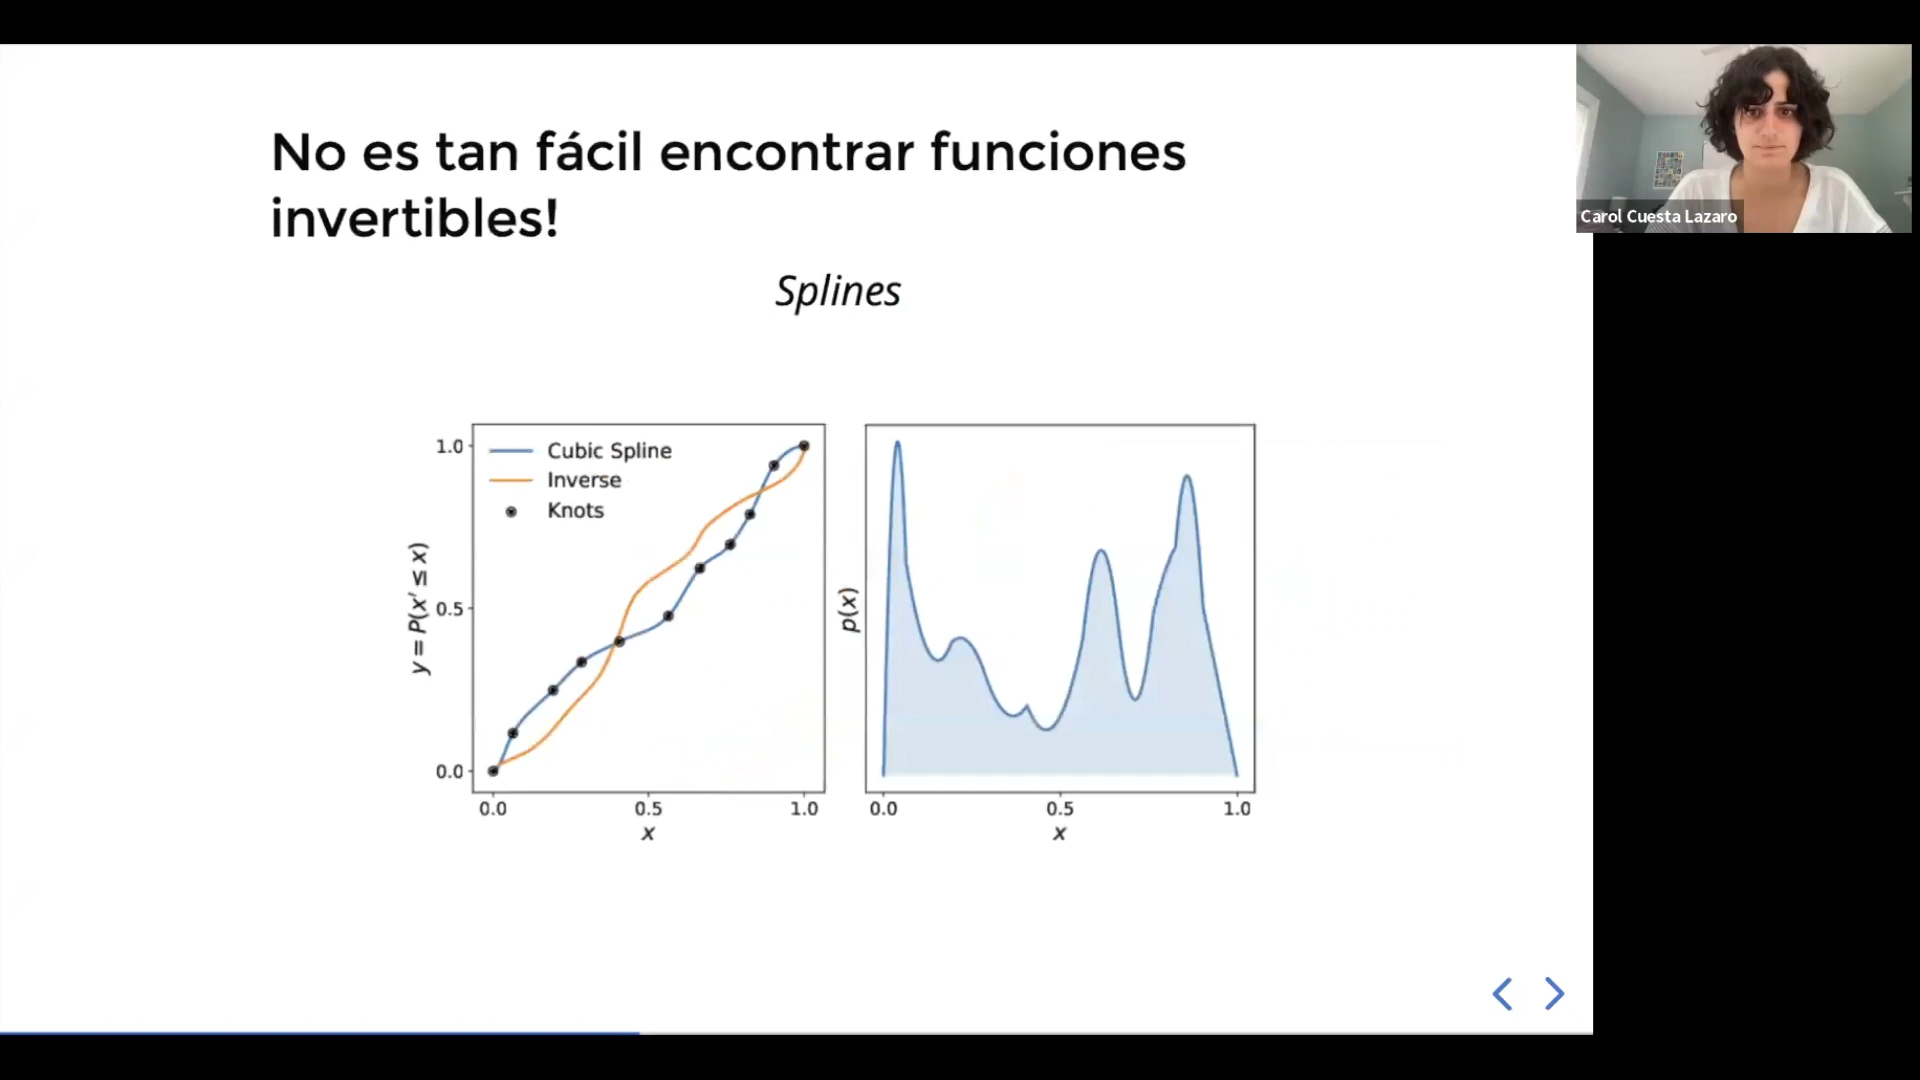 No es tan fácil encontrar funciones
invertibles!
Splines
Carol Cuesta Lazaro
Cubic Spline
Inverse
Knots
y = P(x′ ≤ x)
1.0
0.5
0.0
0.0 0.5 1.0
x
p(x)
0.0 0.5 1.0
x